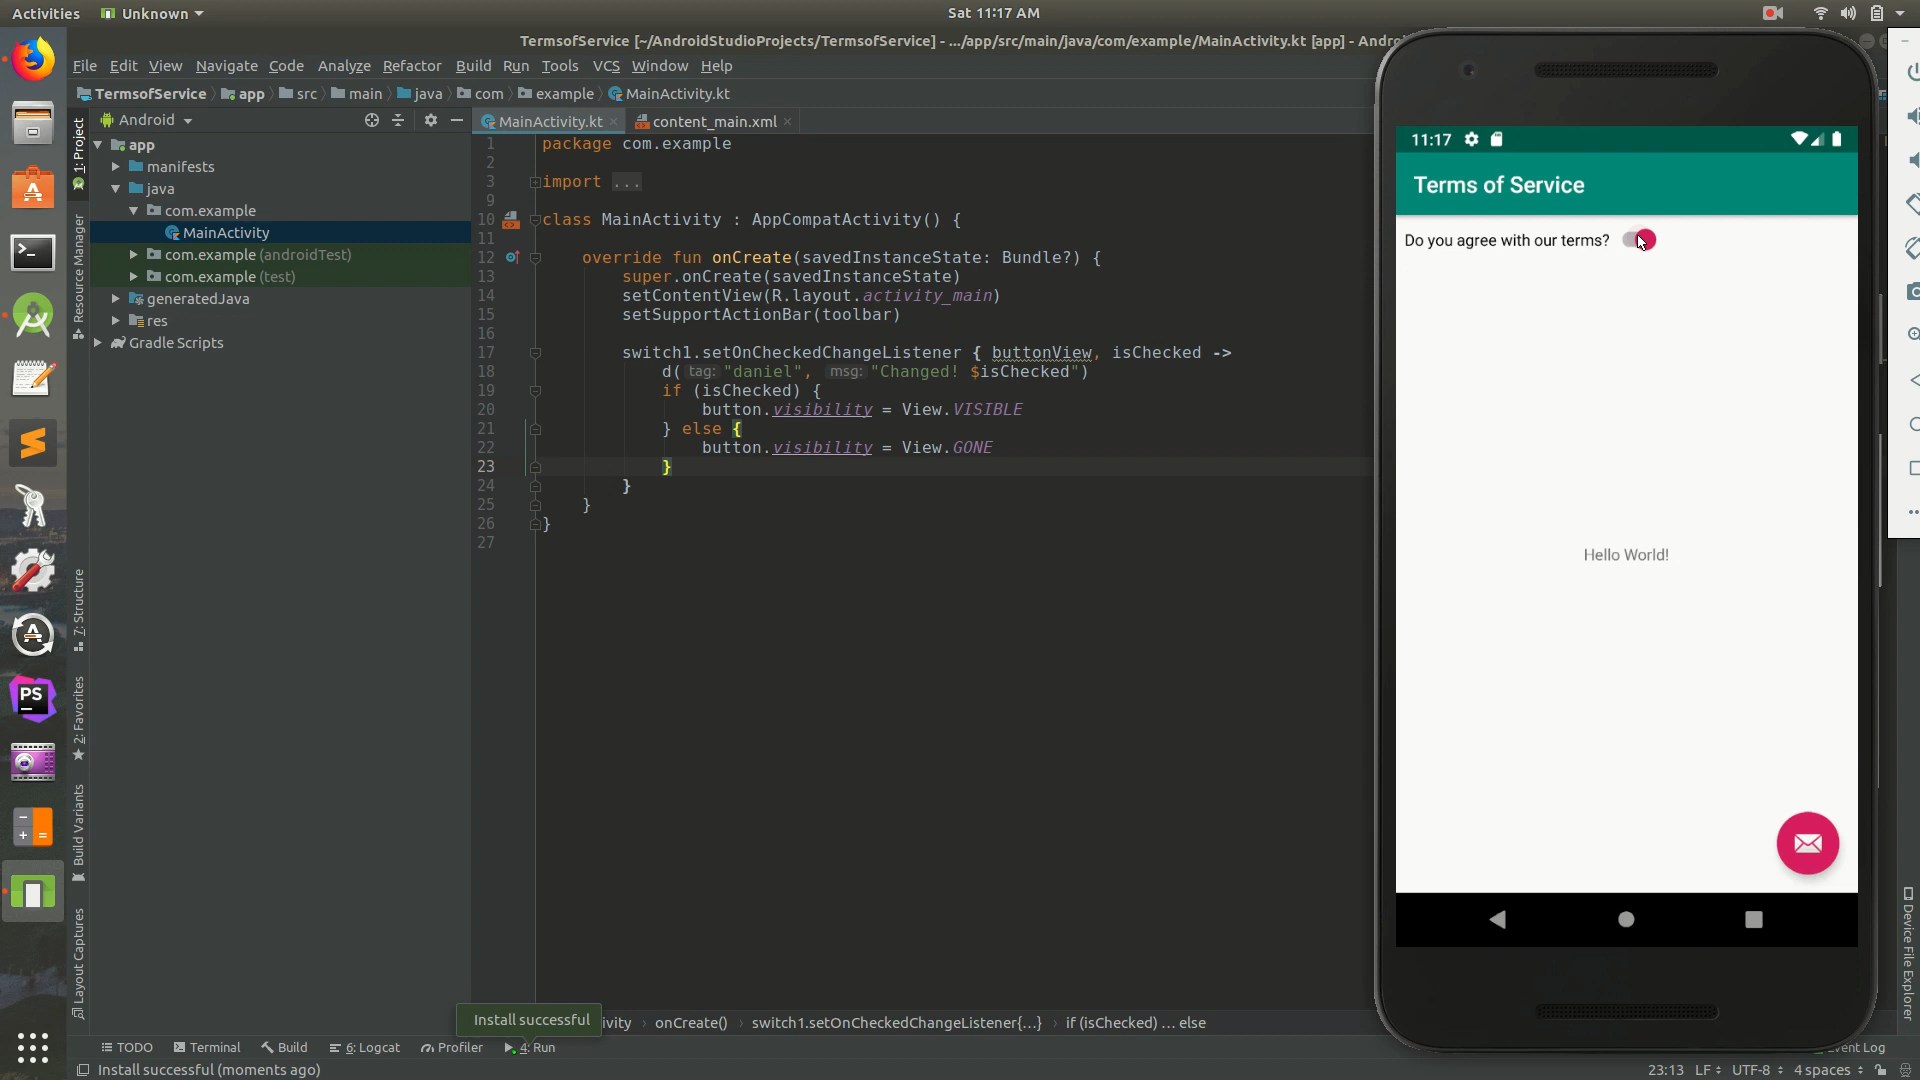 Activities Unknown
Sat 11:17 AM
TermsofService [~/AndroidStudioProjects/TermsofService] - .../app/src/main/java/com/example/MainActivity.kt [app] -
File Edit View Navigate Code Analyze Refactor Build Run Tools VCS Window Help
TermsofService app src main java com example MainActivity.kt
Android
MainActivity.kt content_main.xml
1: Project
Resource Manager
7: Structure
2: Favorites
Build Variants
Layout Captures
app
manifests
java
com.example
MainActivity
com.example (androidTest)
com.example (test)
generatedJava
res
Gradle Scripts
1 package com.example
2
3 import ...
9
10 class MainActivity : AppCompatActivity() {
11
12 override fun onCreate(savedInstanceState: Bundle?) {
13 super.onCreate(savedInstanceState)
14 setContentView(R.layout.activity_main)
15 setSupportActionBar(toolbar)
16
17 switch1.setOnCheckedChangeListener { buttonView, isChecked ->
18 d( tag: "daniel", msg: "Changed! $isChecked")
19 if (isChecked) {
20 button.visibility = View.VISIBLE
21 } else {
22 button.visibility = View.GONE
23 }
24 }
25 }
26 }
27
11:17
Terms of Service
Do you agree with our terms?
Hello World!
Device File Explorer
PS
Install successful
ivity onCreate() switch1.setOnCheckedChangeListener{...} if (isChecked) ... else
TODO Terminal Build 6: Logcat Profiler 4: Run
Log
Install successful (moments ago)
23:13 LF UTF-8 4 spaces